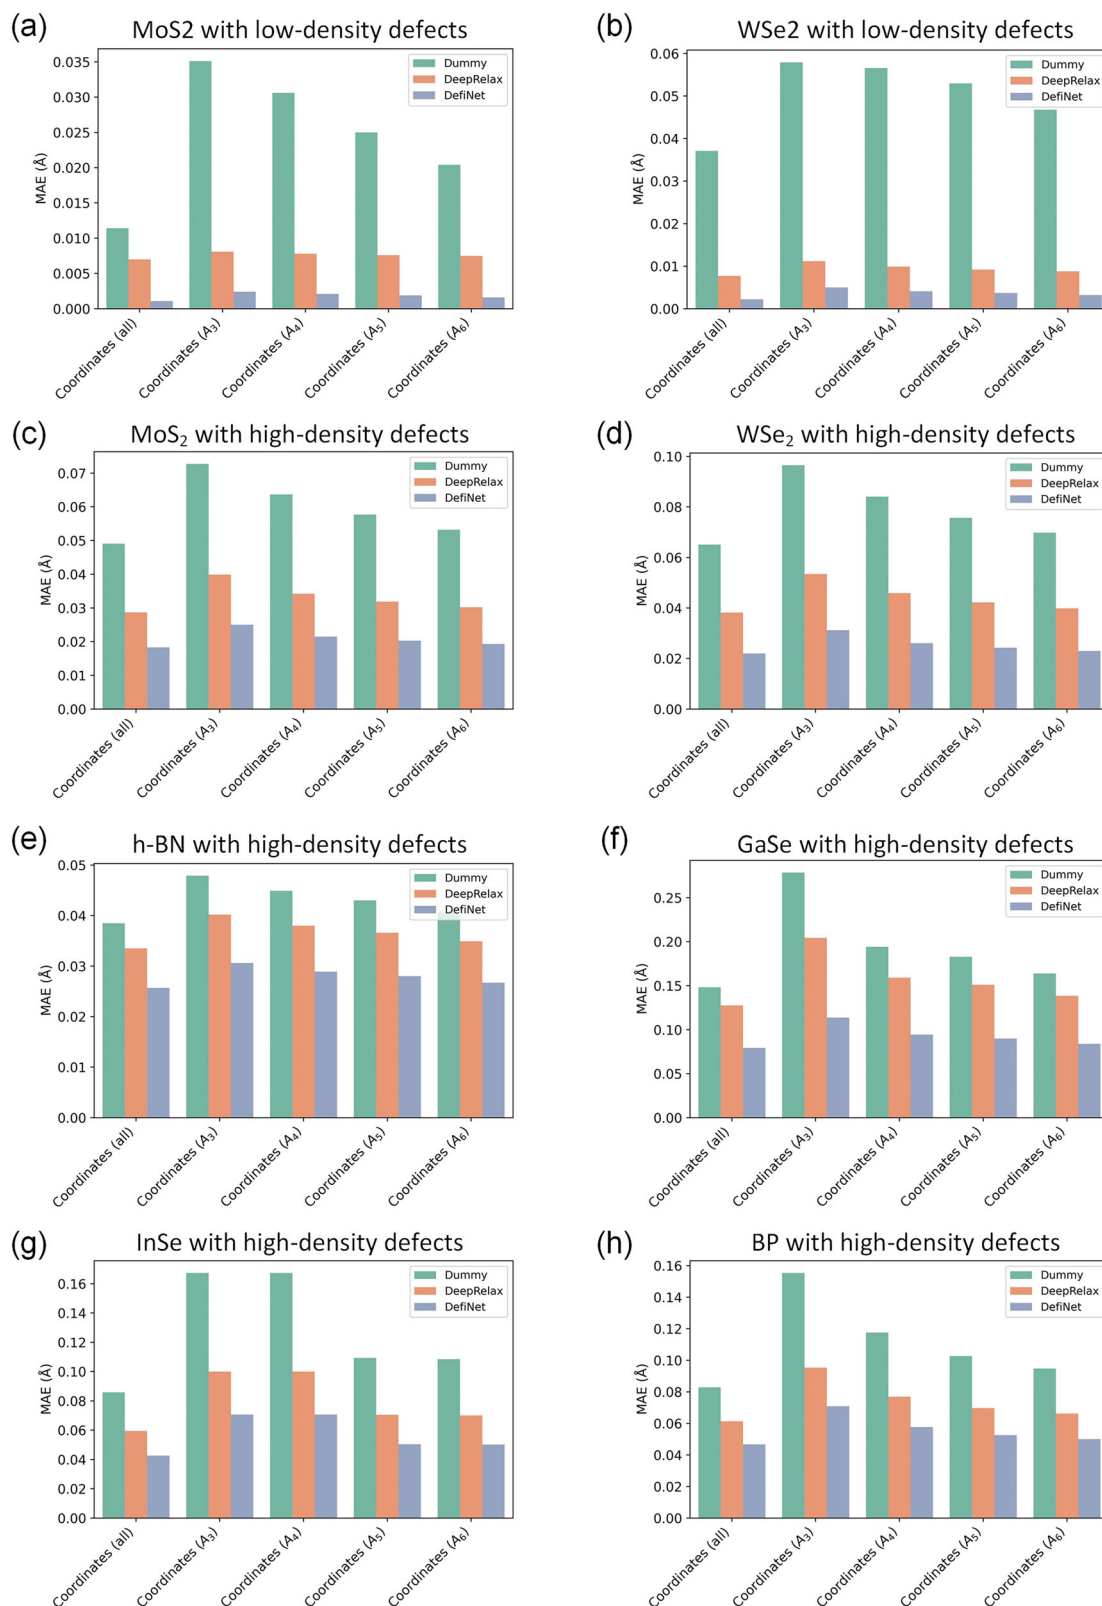 (a)
MoS2 with low-density defects
0.035
0.030
0.025
0.020
0.015
0.010
0.005
0.000
MAE (Å)
Dummy
DeepRelax
DefiNet
Coordinates (all)
Coordinates (A₃)
Coordinates (A₄)
Coordinates (A₅)
Coordinates (A₆)
(b)
WSe2 with low-density defects
0.06
0.05
0.04
0.03
0.02
0.01
0.00
MAE (Å)
Dummy
DeepRelax
DefiNet
Coordinates (all)
Coordinates (A₃)
Coordinates (A₄)
Coordinates (A₅)
Coordinates (A₆)
(c)
MoS₂ with high-density defects
0.07
0.06
0.05
0.04
0.03
0.02
0.01
0.00
MAE (Å)
Dummy
DeepRelax
DefiNet
Coordinates (all)
Coordinates (A₃)
Coordinates (A₄)
Coordinates (A₅)
Coordinates (A₆)
(d)
WSe₂ with high-density defects
0.10
0.08
0.06
0.04
0.02
0.00
MAE (Å)
Dummy
DeepRelax
DefiNet
Coordinates (all)
Coordinates (A₃)
Coordinates (A₄)
Coordinates (A₅)
Coordinates (A₆)
(e)
h-BN with high-density defects
0.05
0.04
0.03
0.02
0.01
0.00
MAE (Å)
Dummy
DeepRelax
DefiNet
Coordinates (all)
Coordinates (A₃)
Coordinates (A₄)
Coordinates (A₅)
Coordinates (A₆)
(f)
GaSe with high-density defects
0.25
0.20
0.15
0.10
0.05
0.00
MAE (Å)
Dummy
DeepRelax
DefiNet
Coordinates (all)
Coordinates (A₃)
Coordinates (A₄)
Coordinates (A₅)
Coordinates (A₆)
(g)
InSe with high-density defects
0.16
0.14
0.12
0.10
0.08
0.06
0.04
0.02
0.00
MAE (Å)
Dummy
DeepRelax
DefiNet
Coordinates (all)
Coordinates (A₃)
Coordinates (A₄)
Coordinates (A₅)
Coordinates (A₆)
(h)
BP with high-density defects
0.16
0.14
0.12
0.10
0.08
0.06
0.04
0.02
0.00
MAE (Å)
Dummy
DeepRelax
DefiNet
Coordinates (all)
Coordinates (A₃)
Coordinates (A₄)
Coordinates (A₅)
Coordinates (A₆)